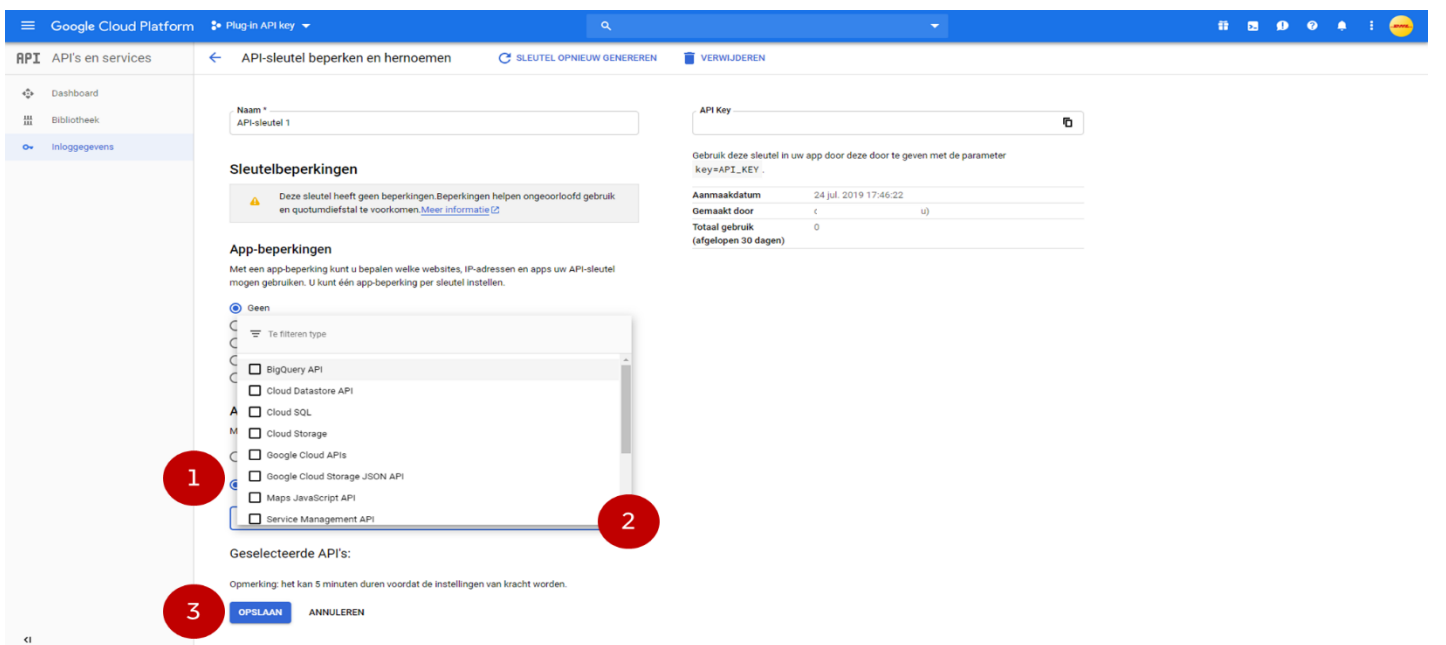 Google Cloud Platform
Plug-in API key
API API's en services
API-sleutel beperken en hernoemen
SLEUTEL OPNIEUW GENEREREN
VERWIJDEREN
Dashboard
Bibliotheek
Inloggegevens
Naam *
API-sleutel 1
Sleutelbeperkingen
Deze sleutel heeft geen beperkingen.Beperkingen helpen ongeoorloofd gebruik
en quotumdiefstal te voorkomen.Meer informatie
App-beperkingen
Met een app-beperking kunt u bepalen welke websites, IP-adressen en apps uw API-sleutel
mogen gebruiken. U kunt één app-beperking per sleutel instellen.
Geen
Te filteren type
BigQuery API
Cloud Datastore API
Cloud SQL
Cloud Storage
Google Cloud APIs
Google Cloud Storage JSON API
Maps JavaScript API
Service Management API
1
2
Geselecteerde API's:
Opmerking: het kan 5 minuten duren voordat de instellingen van kracht worden.
3
OPSLAAN
ANNULEREN
API Key
Gebruik deze sleutel in uw app door deze door te geven met de parameter
key=API_KEY .
Aanmaakdatum 24 jul. 2019 17:46:22
Gemaakt door u)
Totaal gebruik 0
(afgelopen 30 dagen)